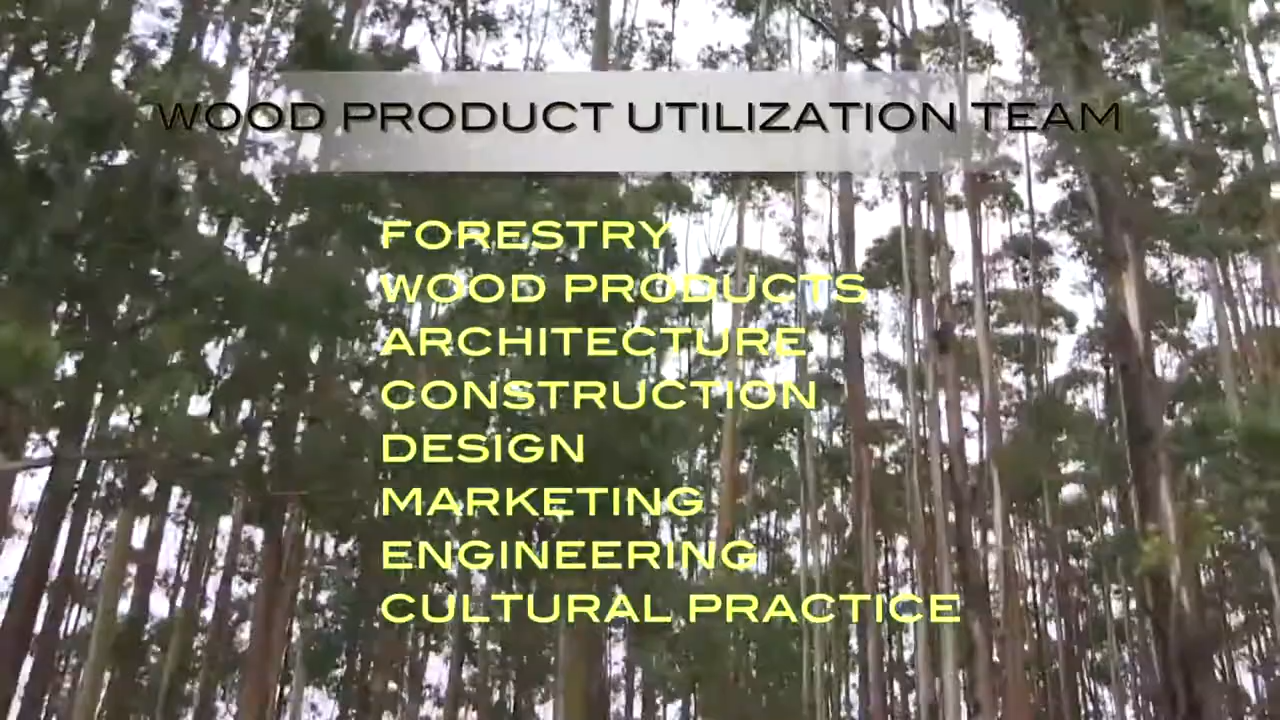 WOOD PRODUCT UTILIZATION TEAM
FORESTRY
WOOD PRODUCTS
ARCHITECTURE
CONSTRUCTION
DESIGN
MARKETING
ENGINEERING
CULTURAL PRACTICE